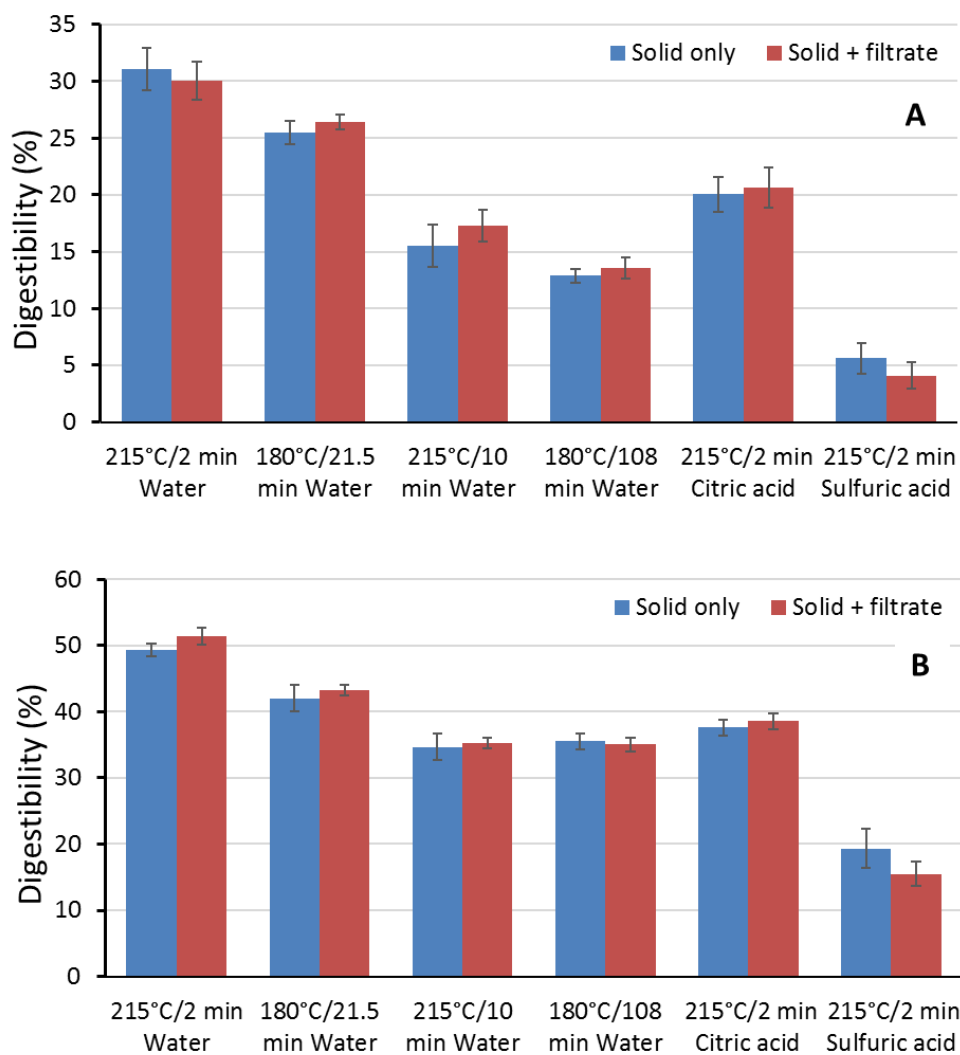 35
30
25
20
15
10
5
0
Digestibility (%)
Solid only
Solid + filtrate
A
215°C/2 min Water
180°C/21.5 min Water
215°C/10 min Water
180°C/108 min Water
215°C/2 min Citric acid
215°C/2 min Sulfuric acid
60
50
40
30
20
10
0
Digestibility (%)
Solid only
Solid + filtrate
B
215°C/2 min Water
180°C/21.5 min Water
215°C/10 min Water
180°C/108 min Water
215°C/2 min Citric acid
215°C/2 min Sulfuric acid